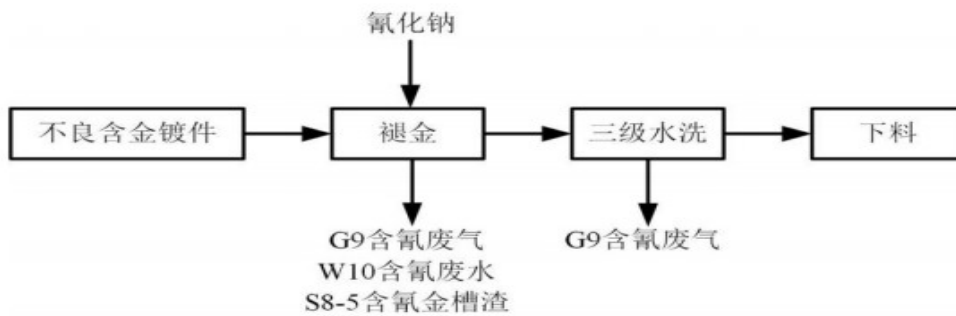 氰化钠
不良含金镀件
褪金
三级水洗
下料
G9含氰废气
W10含氰废水
S8-5含氰金槽渣
G9含氰废气